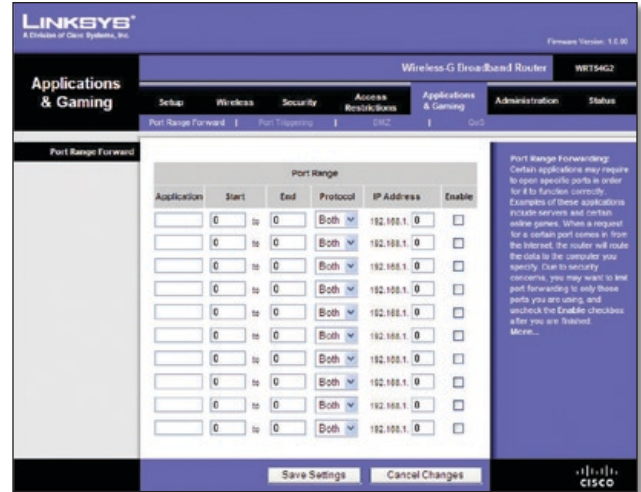 LINKSYS®
A Division of Cisco Systems, Inc.
Firmware Version: 1.0.00
Wireless-G Broadband Router
WRT54G2
Applications
& Gaming
Setup
Wireless
Security
Access
Restrictions
Applications
& Gaming
Administration
Status
Port Range Forward
|
Port Triggering
|
DMZ
|
QoS
Port Range Forward
Port Range
Application Start End Protocol IP Address Enable
0 to 0 Both 192.168.1. 0
0 to 0 Both 192.168.1. 0
0 to 0 Both 192.168.1. 0
0 to 0 Both 192.168.1. 0
0 to 0 Both 192.168.1. 0
0 to 0 Both 192.168.1. 0
0 to 0 Both 192.168.1. 0
0 to 0 Both 192.168.1. 0
0 to 0 Both 192.168.1. 0
0 to 0 Both 192.168.1. 0
Port Range Forwarding:
Certain applications may require
to open specific ports in order
for it to function correctly.
Examples of these applications
include servers and certain
online games. When a request
for a certain port comes in from
the Internet, the router will route
the data to the computer you
specify. Due to security
concerns, you may want to limit
port forwarding to only those
ports you are using, and
uncheck the Enable checkbox
after you are finished.
More...
Save Settings
Cancel Changes
CISCO